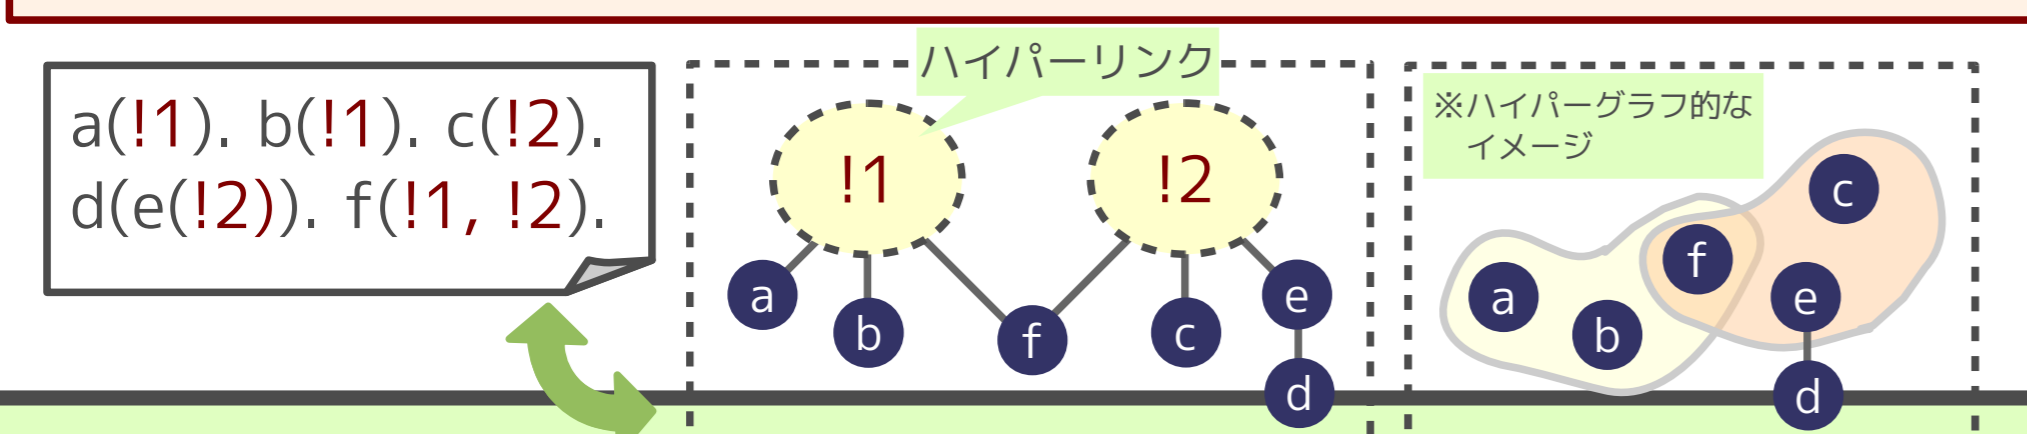 a(!1). b(!1). c(!2).
d(e(!2)). f(!1, !2).
ハイパーリンク
!1
!2
a
b
f
c
e
d
※ハイパーグラフ的な
イメージ
c
f
a
e
b
d